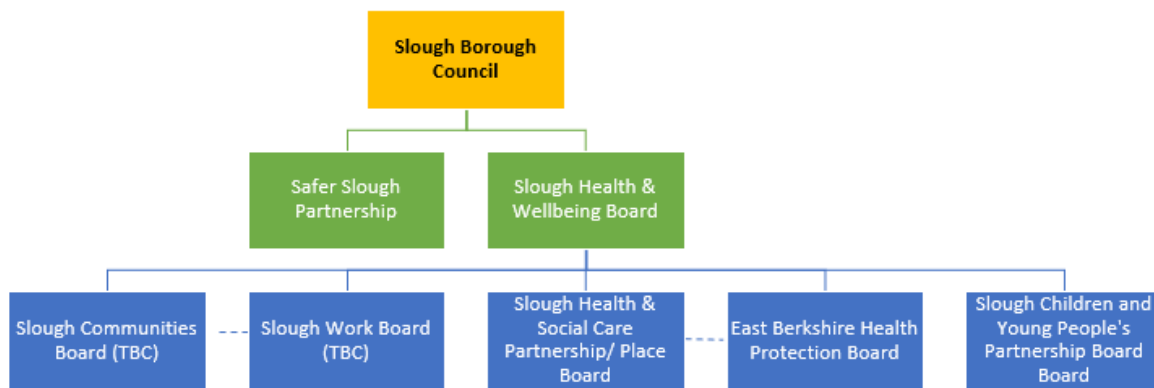 Slough Borough
Council
Safer Slough
Partnership
Slough Health &
Wellbeing Board
Slough Communities
Board (TBC)
Slough Work Board
(TBC)
Slough Health &
Social Care
Partnership/ Place
Board
East Berkshire Health
Protection Board
Slough Children and
Young People's
Partnership Board
Board